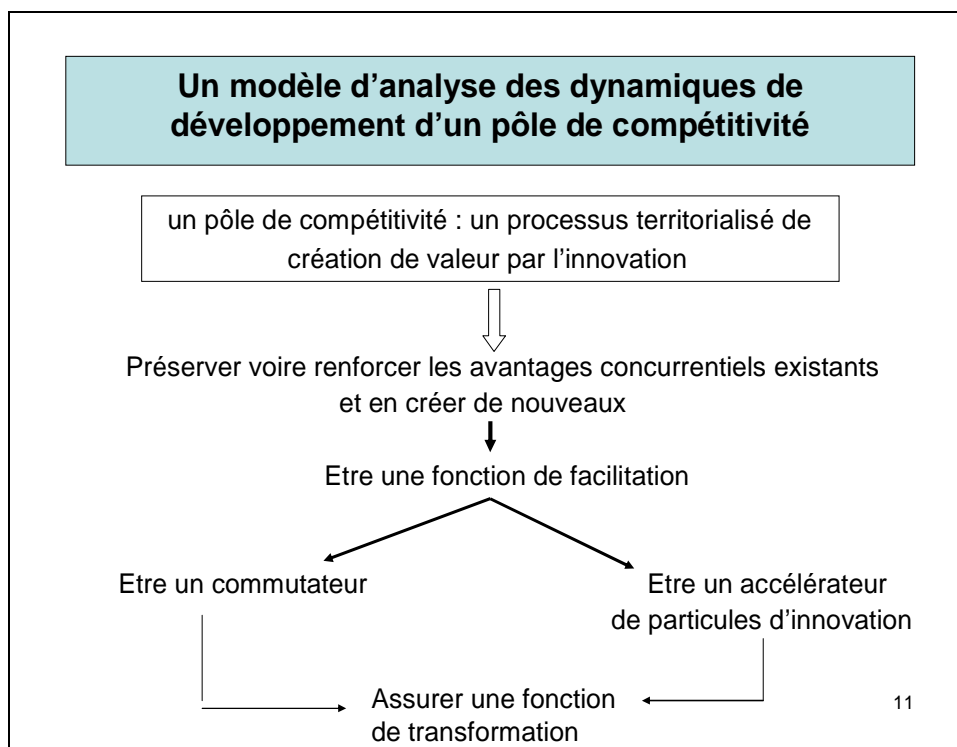 Un modèle d'analyse des dynamiques de
développement d'un pôle de compétitivité
un pôle de compétitivité : un processus territorialisé de
création de valeur par l'innovation
Préserver voire renforcer les avantages concurrentiels existants
et en créer de nouveaux
Etre une fonction de facilitation
Etre un commutateur
Etre un accélérateur
de particules d'innovation
Assurer une fonction
de transformation
11